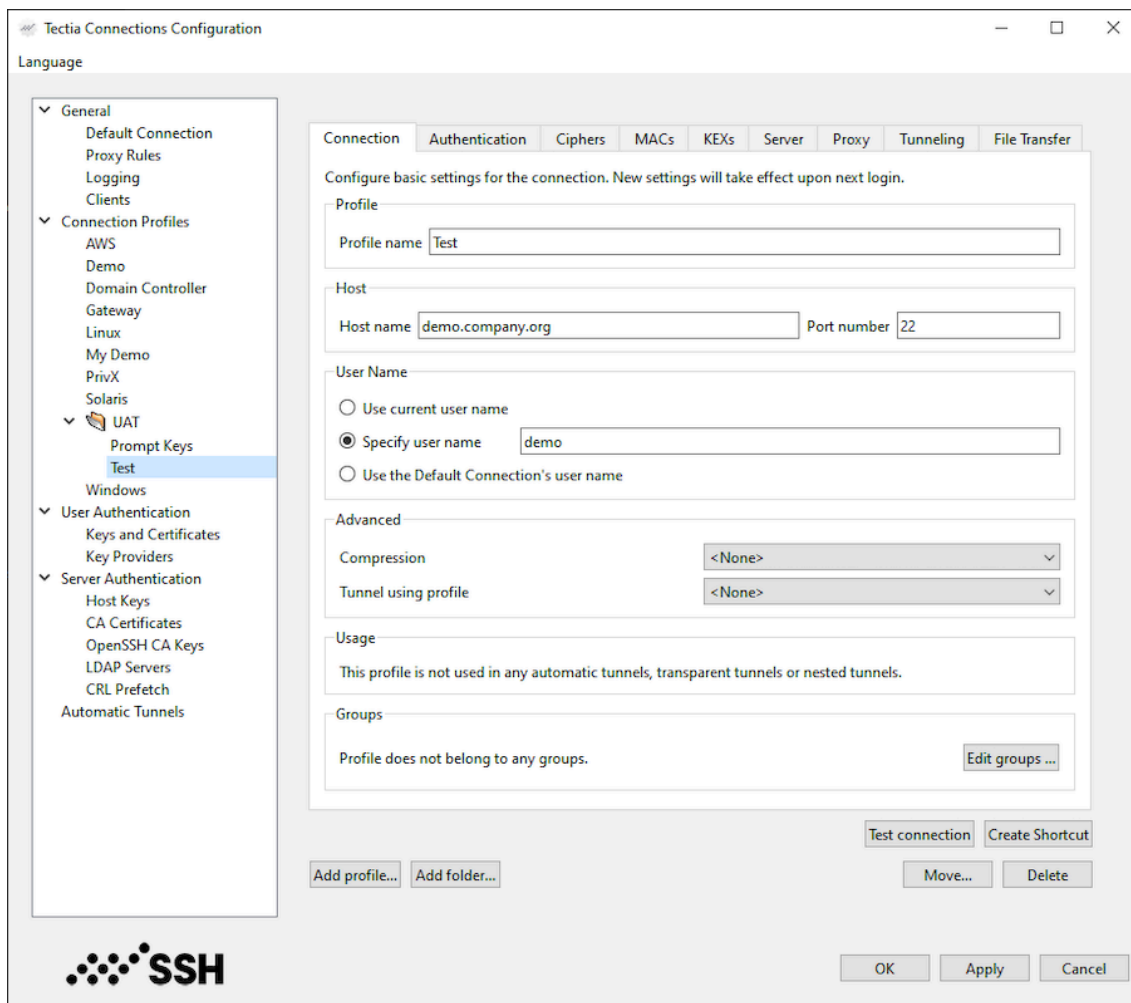 Tectia Connections Configuration
Language
General
Default Connection
Proxy Rules
Logging
Clients
Connection Profiles
AWS
Demo
Domain Controller
Gateway
Linux
My Demo
PrivX
Solaris
UAT
Prompt Keys
Test
Windows
User Authentication
Keys and Certificates
Key Providers
Server Authentication
Host Keys
CA Certificates
OpenSSH CA Keys
LDAP Servers
CRL Prefetch
Automatic Tunnels
Connection Authentication Ciphers MACs KEXs Server Proxy Tunneling File Transfer
Configure basic settings for the connection. New settings will take effect upon next login.
Profile
Profile name Test
Host
Host name demo.company.org Port number 22
User Name
Use current user name
Specify user name demo
Use the Default Connection's user name
Advanced
Compression <None>
Tunnel using profile <None>
Usage
This profile is not used in any automatic tunnels, transparent tunnels or nested tunnels.
Groups
Profile does not belong to any groups. Edit groups ...
Test connection Create Shortcut
Add profile... Add folder... Move... Delete
SSH
OK Apply Cancel